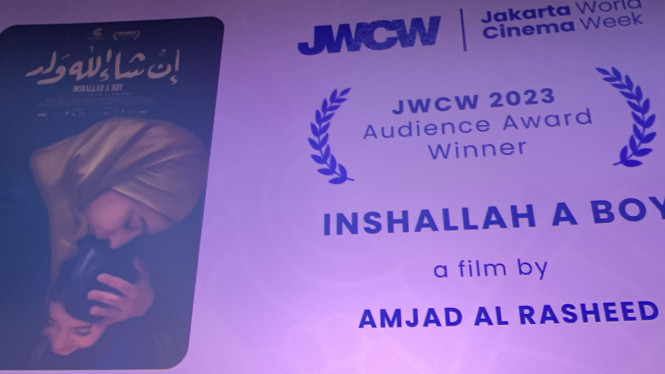 إن شاء الله ولد
INSHALLAH A BOY
JWCW
Jakarta World
Cinema Week
JWCW 2023
Audience Award
Winner
INSHALLAH A BOY
a film by
AMJAD AL RASHEED